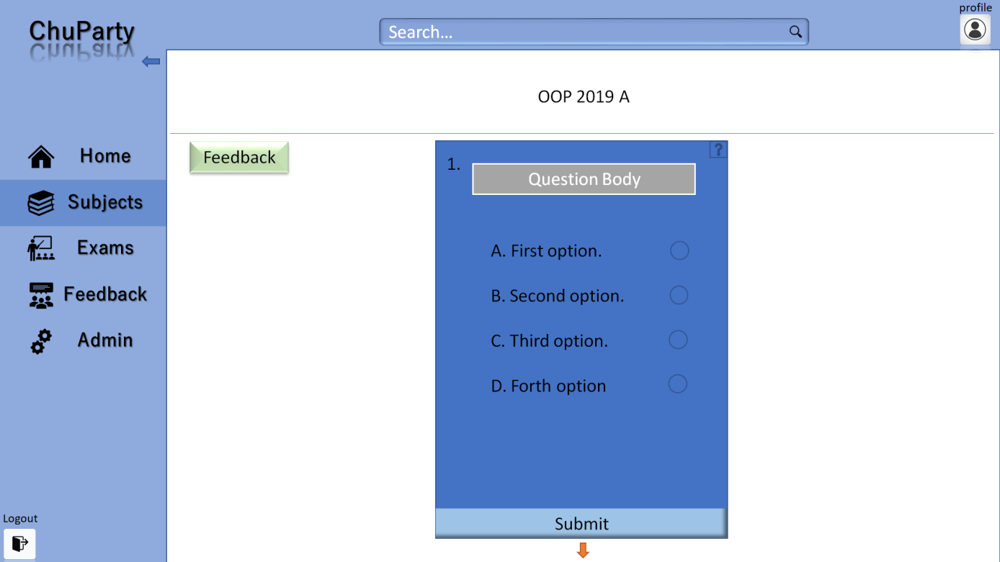 profile
ChuParty
Search...
OOP 2019 A
Feedback
?
1.
Question Body
Home
Subjects
Exams
Feedback
Admin
A. First option.
B. Second option.
C. Third option.
D. Forth option
Submit
Logout